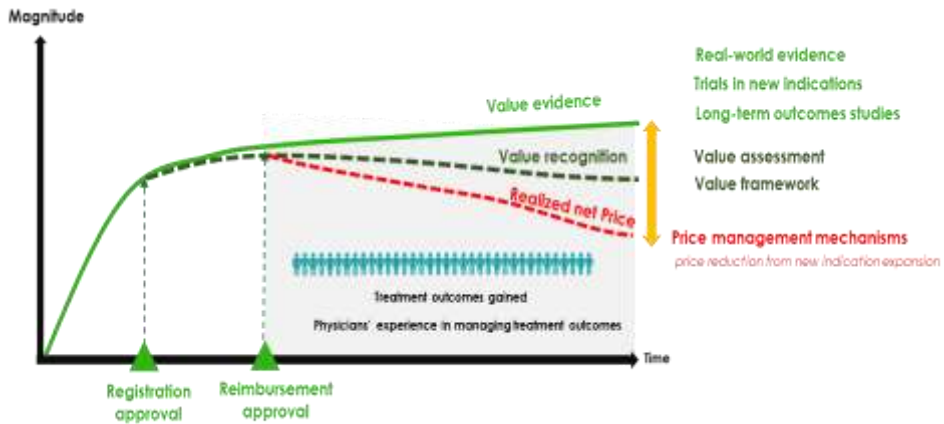 Magnitude
Real-world evidence
Trials in new indications
Long-term outcomes studies
Value evidence
Value recognition
Value assessment
Value framework
Realized net Price
Price management mechanisms
price reduction from new indication expansion
Treatment outcomes gained
Physicians' experience in managing treatment outcomes
Time
Registration
approval
Reimbursement
approval